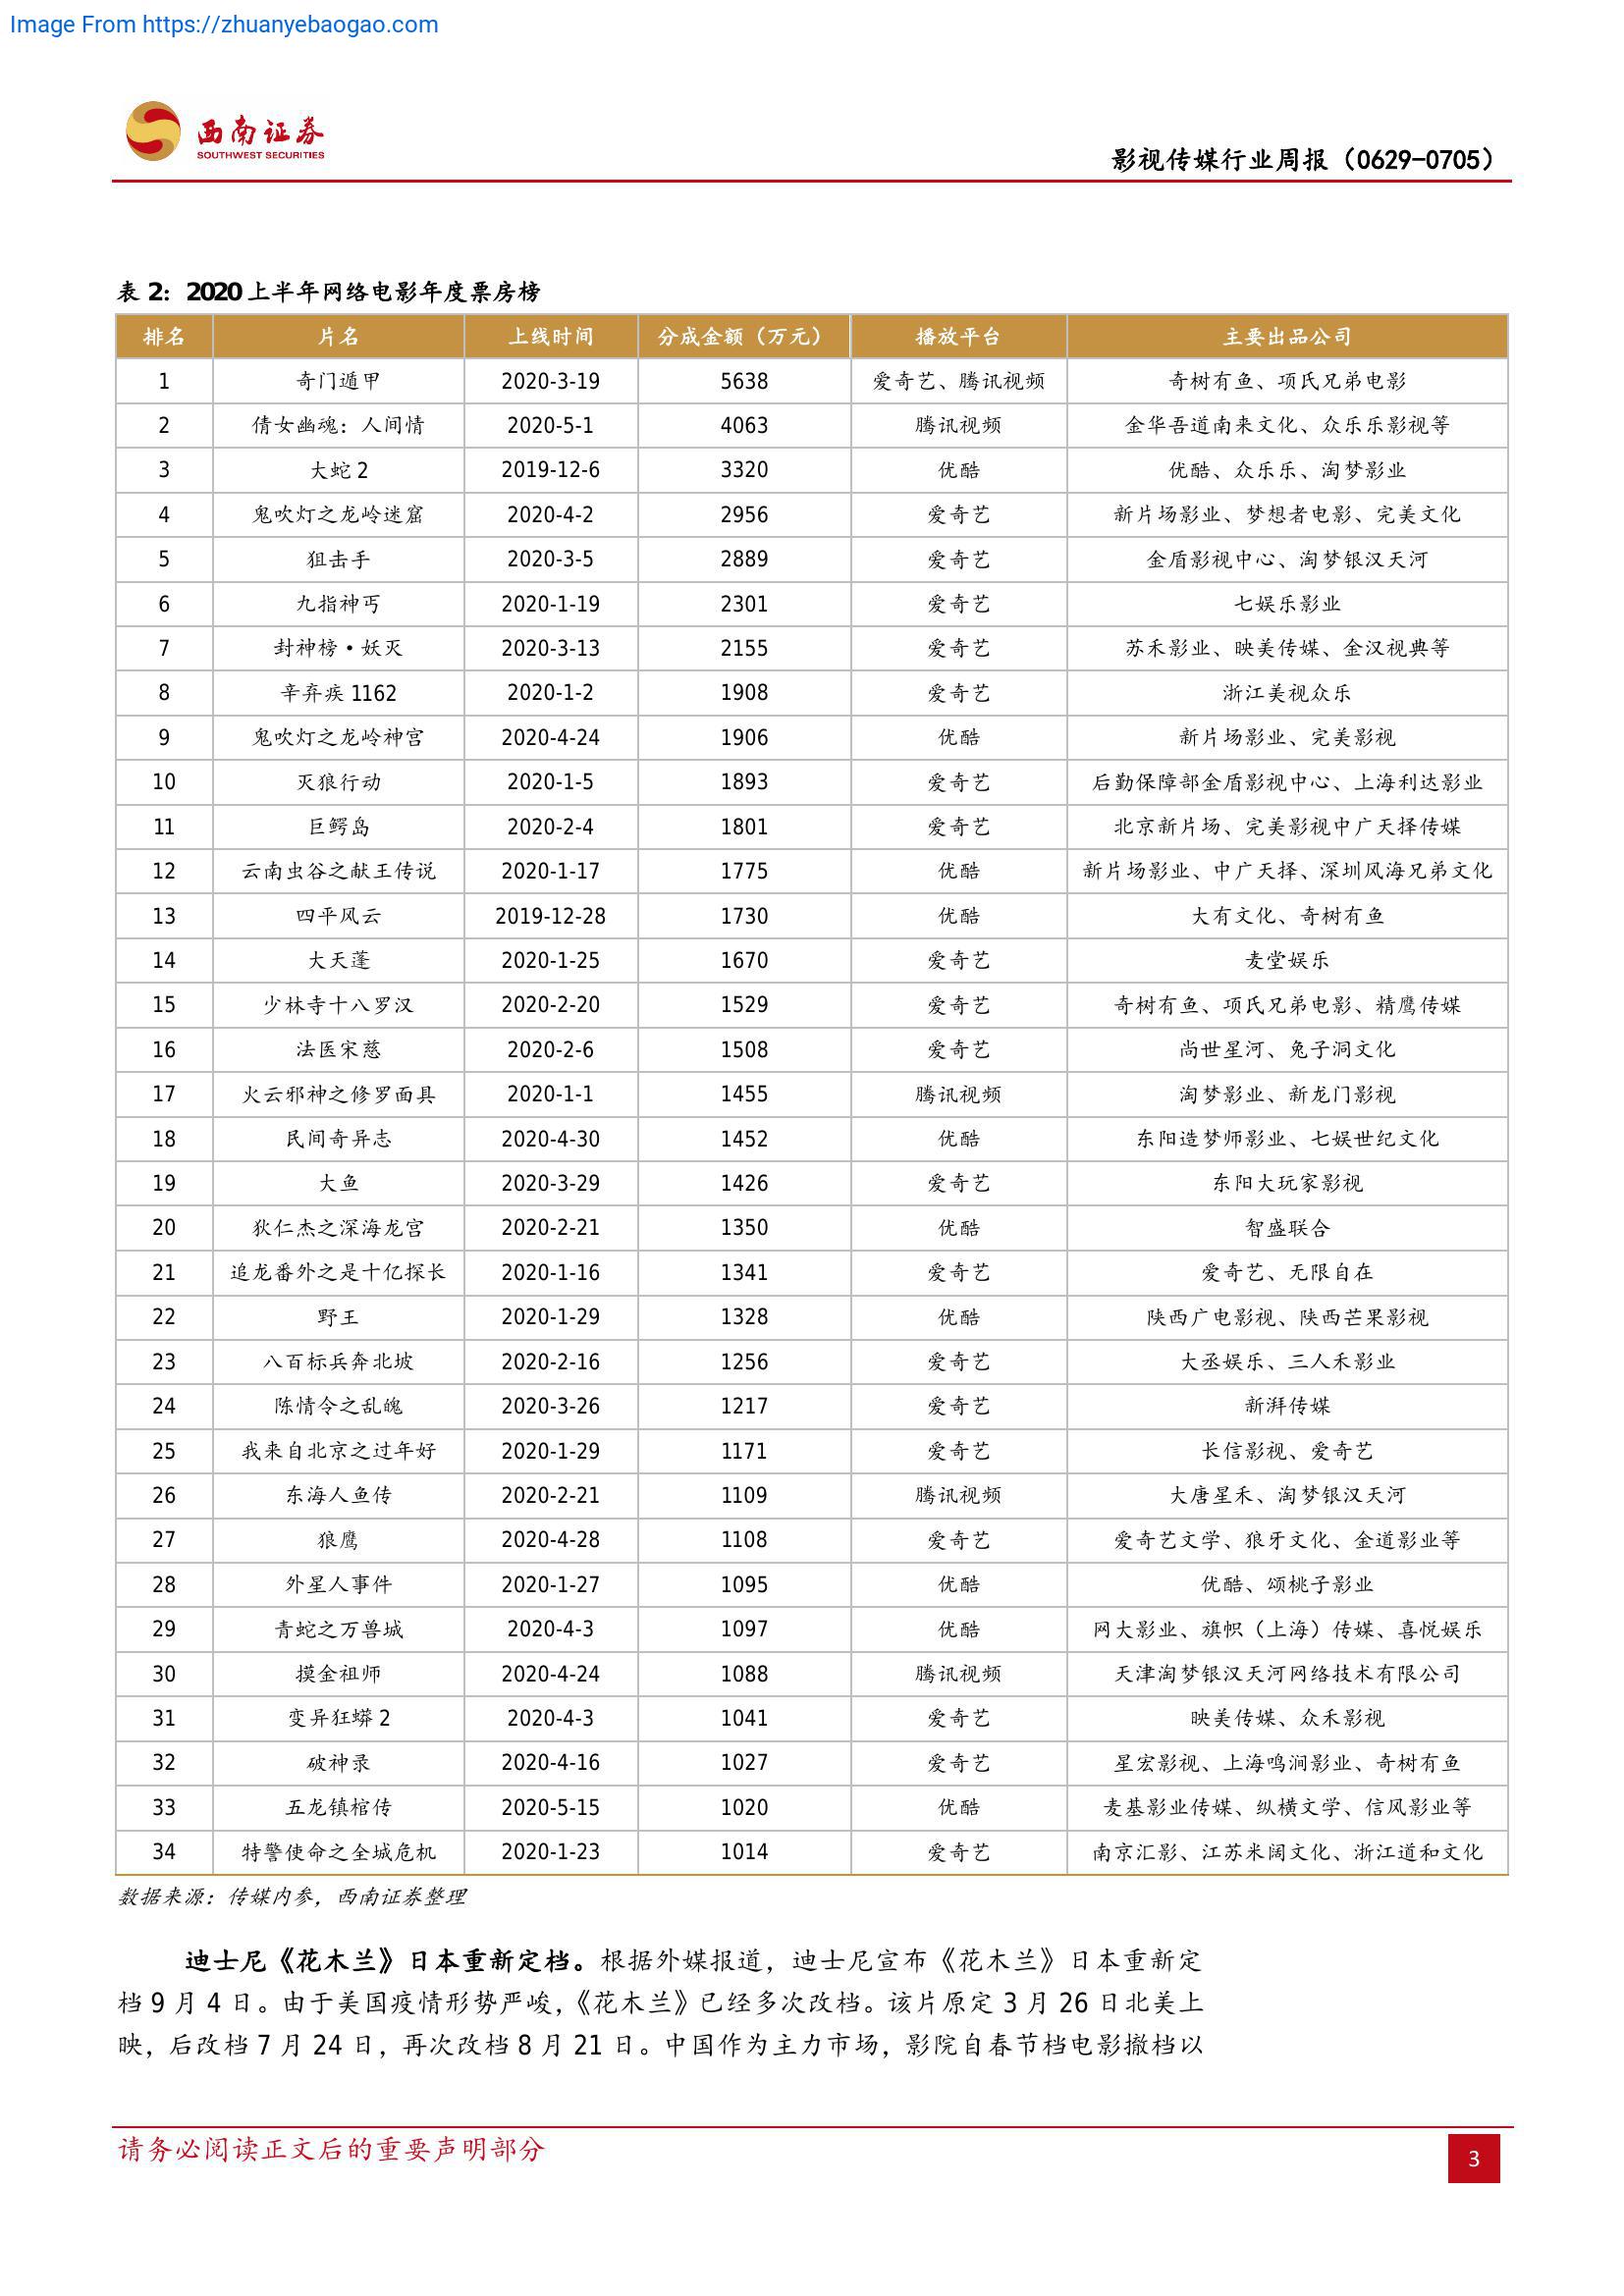 Image From https://zhuanyebaogao.com
西南证券
SOUTHWEST SECURITIES
影视传媒行业周报（0629-0705）
表 2：2020 上半年网络电影年度票房榜
排名 片名 上线时间 分成金额（万元） 播放平台 主要出品公司
1 奇门遁甲 2020-3-19 5638 爱奇艺、腾讯视频 奇树有鱼、项氏兄弟电影
2 倩女幽魂：人间情 2020-5-1 4063 腾讯视频 金华吾道南来文化、众乐乐影视等
3 大蛇 2 2019-12-6 3320 优酷 优酷、众乐乐、淘梦影业
4 鬼吹灯之龙岭迷窟 2020-4-2 2956 爱奇艺 新片场影业、梦想者电影、完美文化
5 狙击手 2020-3-5 2889 爱奇艺 金盾影视中心、淘梦银汉天河
6 九指神丐 2020-1-19 2301 爱奇艺 七娱乐影业
7 封神榜·妖灭 2020-3-13 2155 爱奇艺 苏禾影业、映美传媒、金汉视典等
8 辛弃疾 1162 2020-1-2 1908 爱奇艺 浙江美视众乐
9 鬼吹灯之龙岭神宫 2020-4-24 1906 优酷 新片场影业、完美影视
10 灭狼行动 2020-1-5 1893 爱奇艺 后勤保障部金盾影视中心、上海利达影业
11 巨鳄岛 2020-2-4 1801 爱奇艺 北京新片场、完美影视中广天择传媒
12 云南虫谷之献王传说 2020-1-17 1775 优酷 新片场影业、中广天择、深圳风海兄弟文化
13 四平风云 2019-12-28 1730 优酷 大有文化、奇树有鱼
14 大天蓬 2020-1-25 1670 爱奇艺 麦堂娱乐
15 少林寺十八罗汉 2020-2-20 1529 爱奇艺 奇树有鱼、项氏兄弟电影、精鹰传媒
16 法医宋慈 2020-2-6 1508 爱奇艺 尚世星河、兔子洞文化
17 火云邪神之修罗面具 2020-1-1 1455 腾讯视频 淘梦影业、新龙门影视
18 民间奇异志 2020-4-30 1452 优酷 东阳造梦师影业、七娱世纪文化
19 大鱼 2020-3-29 1426 爱奇艺 东阳大玩家影视
20 狄仁杰之深海龙宫 2020-2-21 1350 优酷 智盛联合
21 追龙番外之是十亿探长 2020-1-16 1341 爱奇艺 爱奇艺、无限自在
22 野王 2020-1-29 1328 优酷 陕西广电影视、陕西芒果影视
23 八百标兵奔北坡 2020-2-16 1256 爱奇艺 大丞娱乐、三人禾影业
24 陈情令之乱魄 2020-3-26 1217 爱奇艺 新湃传媒
25 我来自北京之过年好 2020-1-29 1171 爱奇艺 长信影视、爱奇艺
26 东海人鱼传 2020-2-21 1109 腾讯视频 大唐星禾、淘梦银汉天河
27 狼鹰 2020-4-28 1108 爱奇艺 爱奇艺文学、狼牙文化、金道影业等
28 外星人事件 2020-1-27 1095 优酷 优酷、颂桃子影业
29 青蛇之万兽城 2020-4-3 1097 优酷 网大影业、旗帜（上海）传媒、喜悦娱乐
30 摸金祖师 2020-4-24 1088 腾讯视频 天津淘梦银汉天河网络技术有限公司
31 变异狂蟒 2 2020-4-3 1041 爱奇艺 映美传媒、众禾影视
32 破神录 2020-4-16 1027 爱奇艺 星宏影视、上海鸣涧影业、奇树有鱼
33 五龙镇棺传 2020-5-15 1020 优酷 麦基影业传媒、纵横文学、信风影业等
34 特警使命之全城危机 2020-1-23 1014 爱奇艺 南京汇影、江苏米阔文化、浙江道和文化
数据来源：传媒内参，西南证券整理
迪士尼《花木兰》日本重新定档。根据外媒报道，迪士尼宣布《花木兰》日本重新定
档 9 月 4 日。由于美国疫情形势严峻，《花木兰》已经多次改档。该片原定 3 月 26 日北美上
映，后改档 7 月 24 日，再次改档 8 月 21 日。中国作为主力市场，影院自春节档电影撤档以
请务必阅读正文后的重要声明部分
3